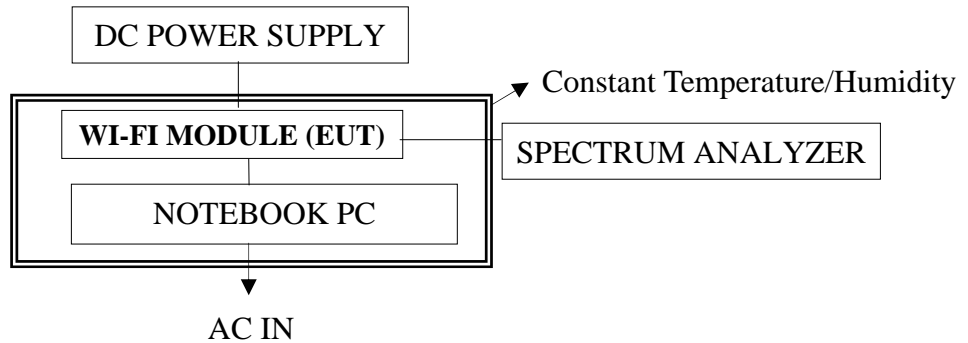 DC POWER SUPPLY
Constant Temperature/Humidity
WI-FI MODULE (EUT)
SPECTRUM ANALYZER
NOTEBOOK PC
AC IN